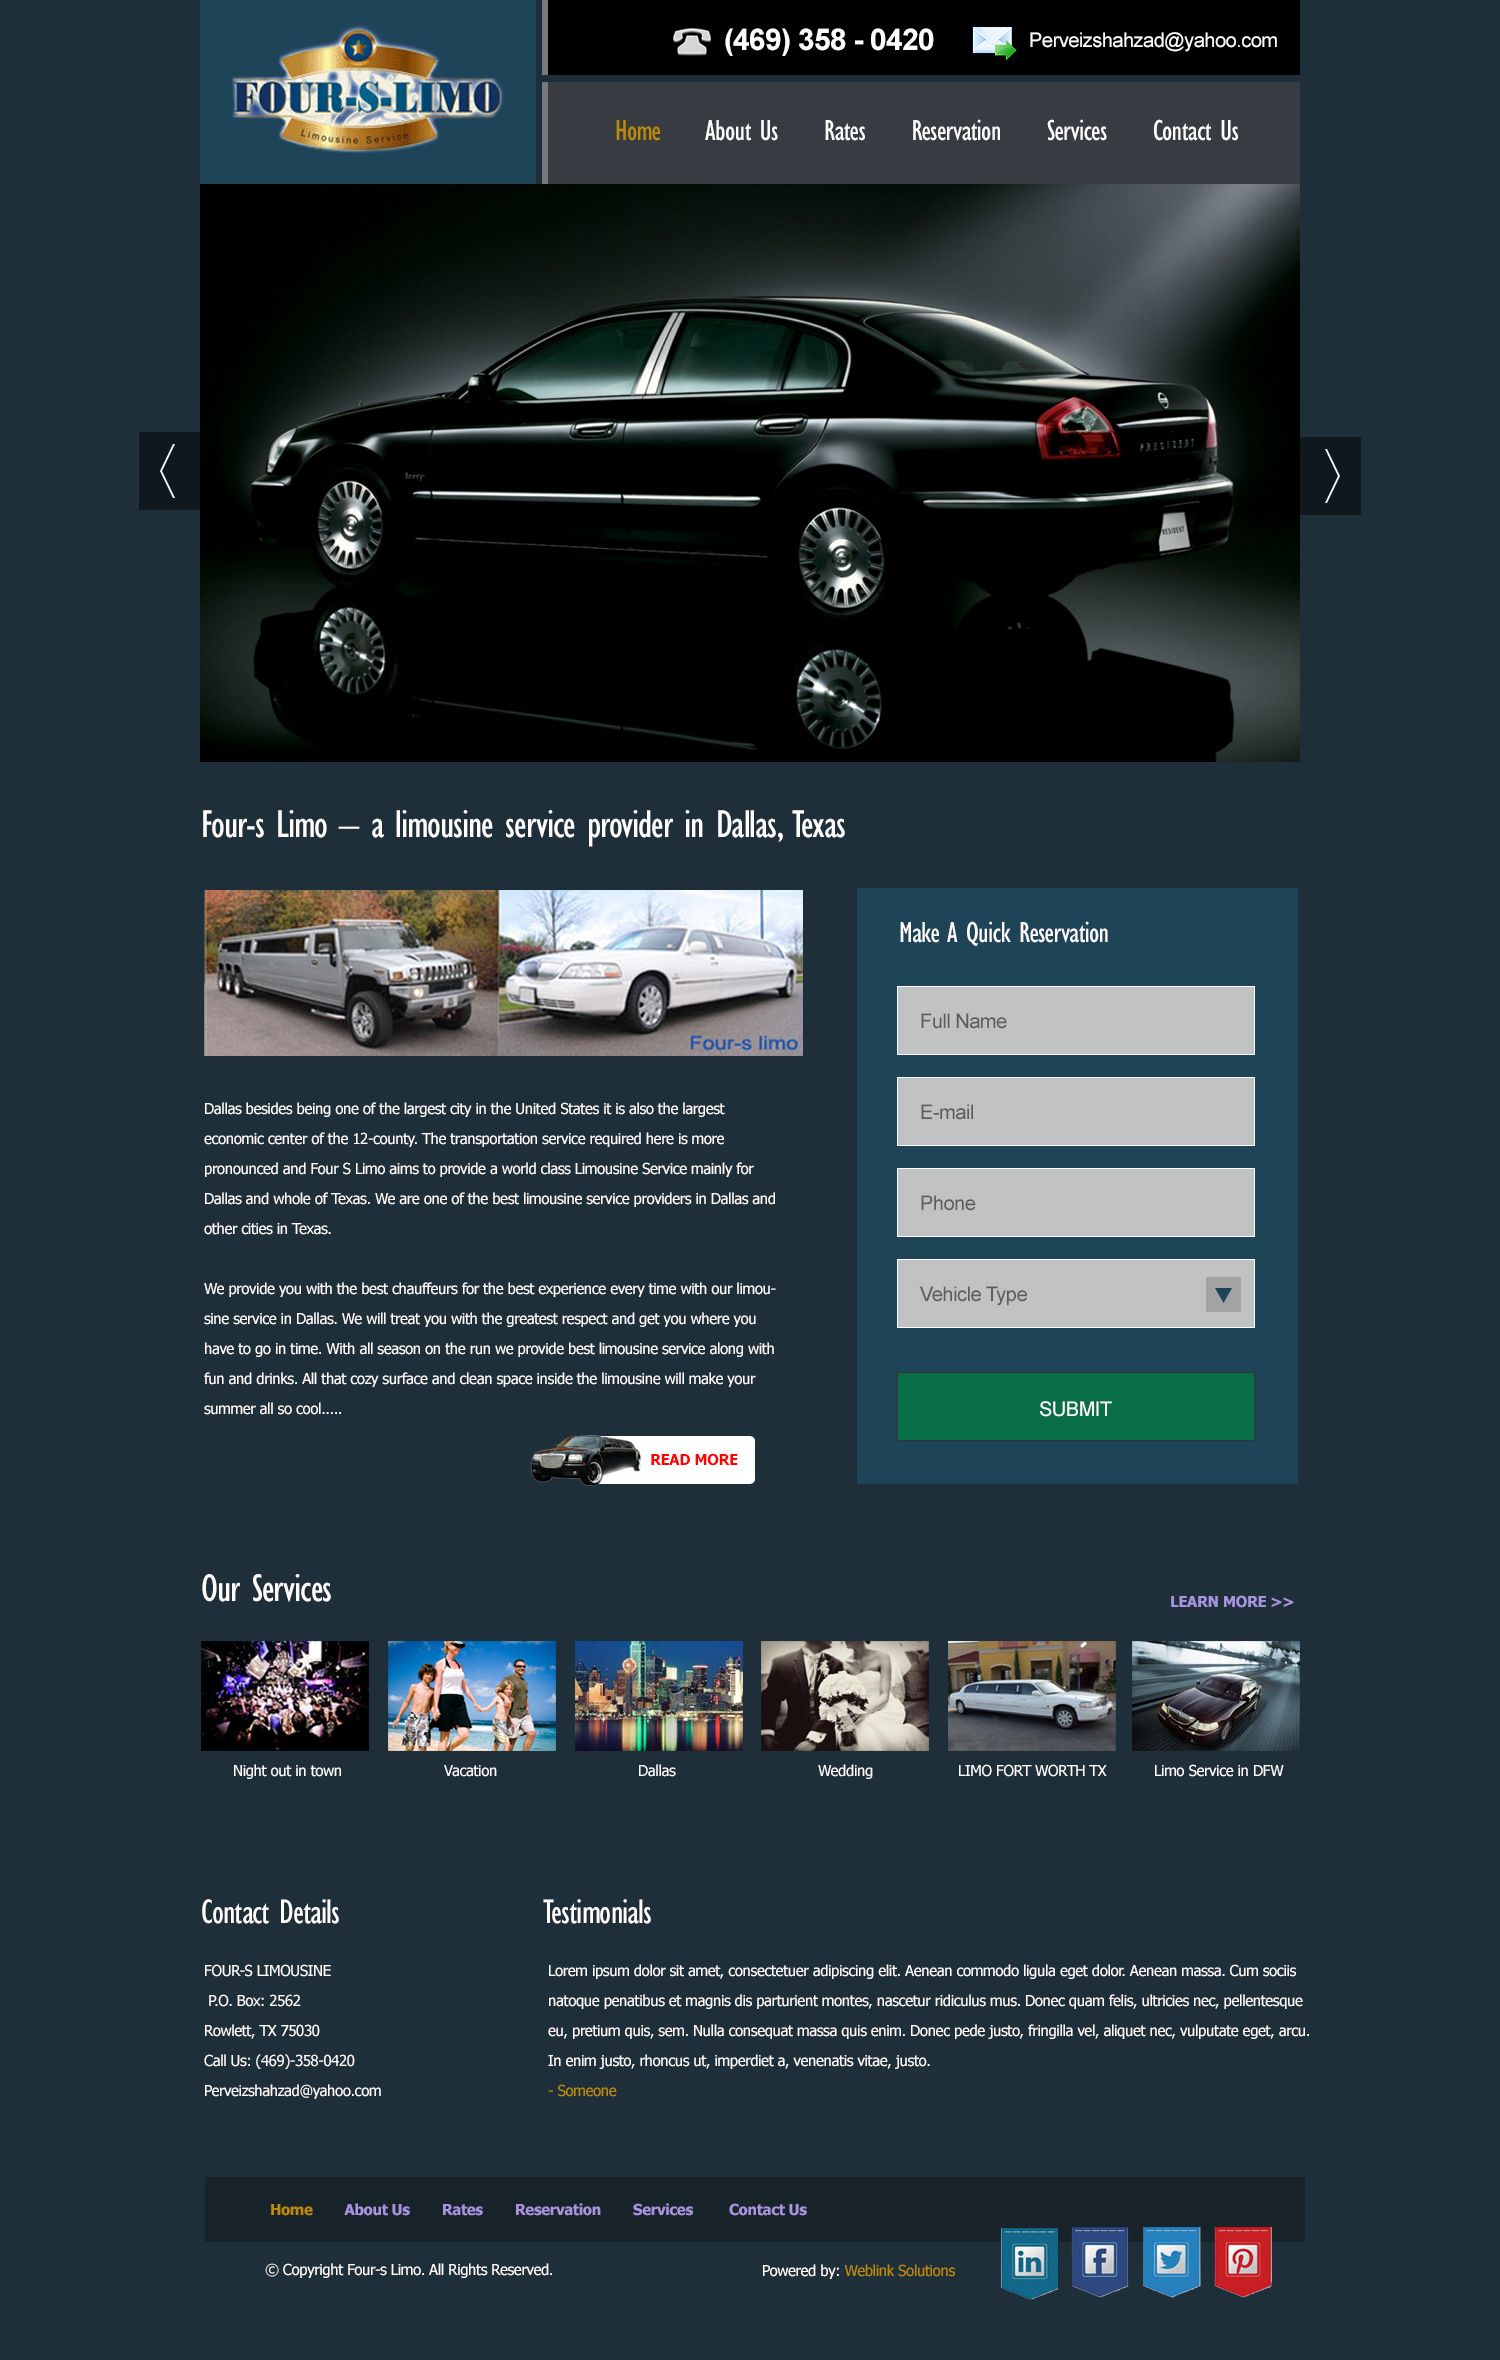 FOUR-S-LIMO
Limousine Service
(469) 358 - 0420
Perveizshahzad@yahoo.com
Home About Us Rates Reservation Services Contact Us
PRESIDENT
RESIDENT
Four-s Limo – a limousine service provider in Dallas, Texas
Four-s limo
Dallas besides being one of the largest city in the United States it is also the largest
economic center of the 12-county. The transportation service required here is more
pronounced and Four S Limo aims to provide a world class Limousine Service mainly for
Dallas and whole of Texas. We are one of the best limousine service providers in Dallas and
other cities in Texas.
We provide you with the best chauffeurs for the best experience every time with our limou-
sine service in Dallas. We will treat you with the greatest respect and get you where you
have to go in time. With all season on the run we provide best limousine service along with
fun and drinks. All that cozy surface and clean space inside the limousine will make your
summer all so cool.....
READ MORE
Make A Quick Reservation
Full Name
E-mail
Phone
Vehicle Type
SUBMIT
Our Services
LEARN MORE >>
Night out in town
Vacation
Dallas
Wedding
LIMO FORT WORTH TX
Limo Service in DFW
Contact Details
FOUR-S LIMOUSINE
P.O. Box: 2562
Rowlett, TX 75030
Call Us: (469)-358-0420
Perveizshahzad@yahoo.com
Testimonials
Lorem ipsum dolor sit amet, consectetuer adipiscing elit. Aenean commodo ligula eget dolor. Aenean massa. Cum sociis
natoque penatibus et magnis dis parturient montes, nascetur ridiculus mus. Donec quam felis, ultricies nec, pellentesque
eu, pretium quis, sem. Nulla consequat massa quis enim. Donec pede justo, fringilla vel, aliquet nec, vulputate eget, arcu.
In enim justo, rhoncus ut, imperdiet a, venenatis vitae, justo.
- Someone
Home About Us Rates Reservation Services Contact Us
© Copyright Four-s Limo. All Rights Reserved.
Powered by: Weblink Solutions
in
f